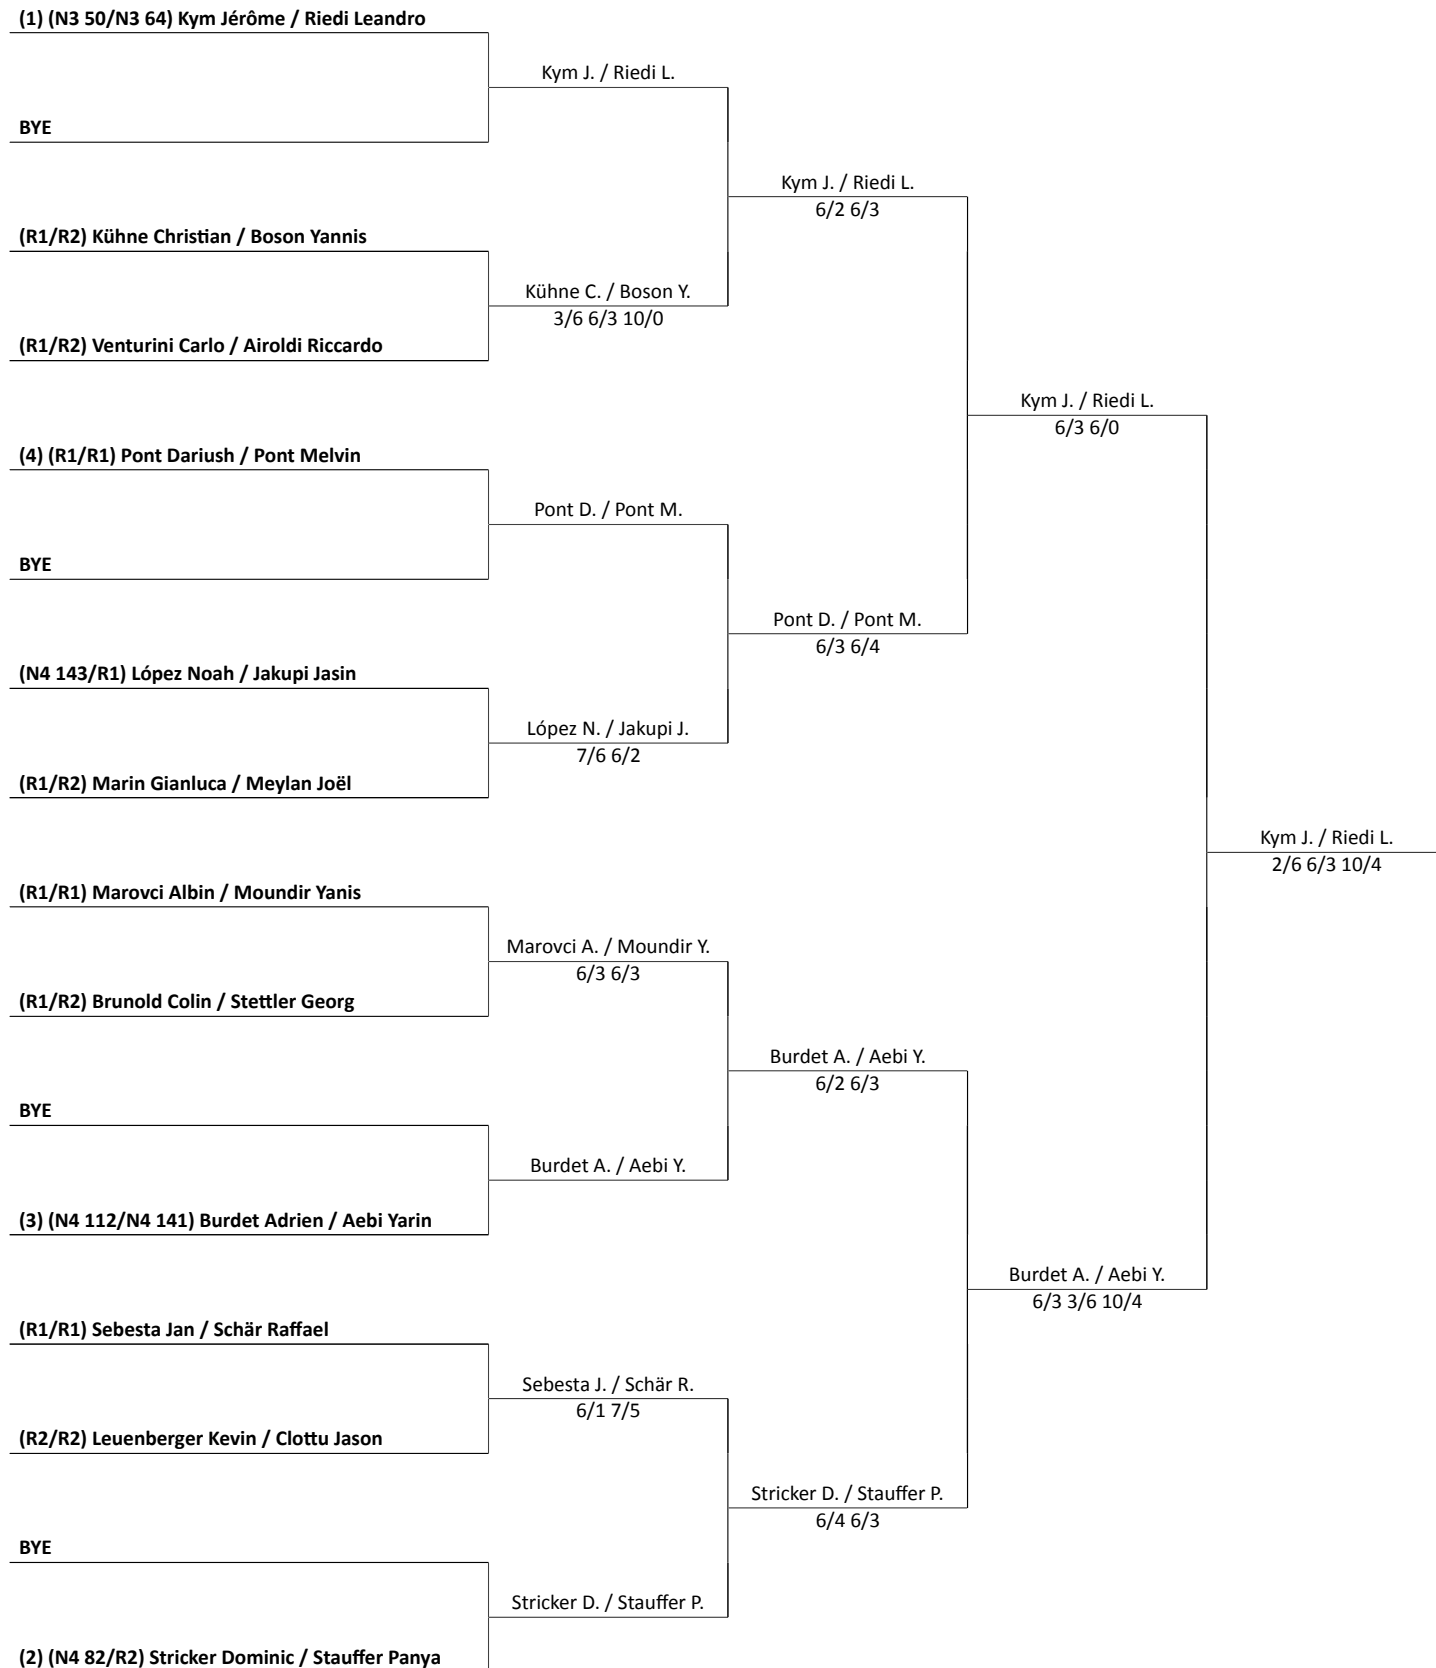 (1) (N3 50/N3 64) Kym Jérôme / Riedi Leandro
Kym J. / Riedi L.
BYE
Kym J. / Riedi L.
6/2 6/3
(R1/R2) Kühne Christian / Boson Yannis
Kühne C. / Boson Y.
3/6 6/3 10/0
(R1/R2) Venturini Carlo / Airoldi Riccardo
Kym J. / Riedi L.
6/3 6/0
(4) (R1/R1) Pont Dariush / Pont Melvin
Pont D. / Pont M.
BYE
Pont D. / Pont M.
6/3 6/4
(N4 143/R1) López Noah / Jakupi Jasin
López N. / Jakupi J.
7/6 6/2
(R1/R2) Marin Gianluca / Meylan Joël
Kym J. / Riedi L.
2/6 6/3 10/4
(R1/R1) Marovci Albin / Moundir Yanis
Marovci A. / Moundir Y.
6/3 6/3
(R1/R2) Brunold Colin / Stettler Georg
Burdet A. / Aebi Y.
6/2 6/3
BYE
Burdet A. / Aebi Y.
(3) (N4 112/N4 141) Burdet Adrien / Aebi Yarin
Burdet A. / Aebi Y.
6/3 3/6 10/4
(R1/R1) Sebesta Jan / Schär Raffael
Sebesta J. / Schär R.
6/1 7/5
(R2/R2) Leuenberger Kevin / Clottu Jason
Stricker D. / Stauffer P.
6/4 6/3
BYE
Stricker D. / Stauffer P.
(2) (N4 82/R2) Stricker Dominic / Stauffer Panya